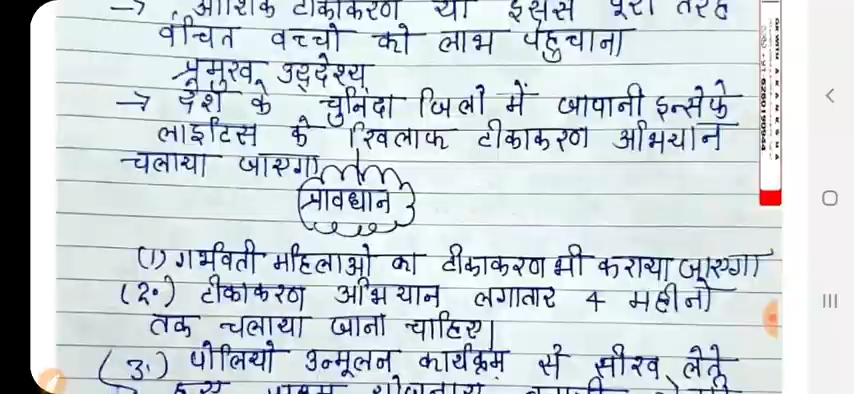 → आंशिक टीकाकरण या इससे पूरी तरह
वंचित बच्चो को लाभ पहुचाना
प्रमुख उद्देश्य
→ देश के चुनिंदा जिलो में जापानी इन्सेफे
लाइटिस के खिलाफ टीकाकरण अभियान
चलाया जाएगा
प्रावधान
(1) गर्भवती महिलाओ का टीकाकरण भी कराया जाएगा
(2.) टीकाकरण अभियान लगातार 4 महीनो
तक चलाया जाना चाहिए।
(3.) पोलियो उन्मूलन कार्यक्रम से सीख लेते